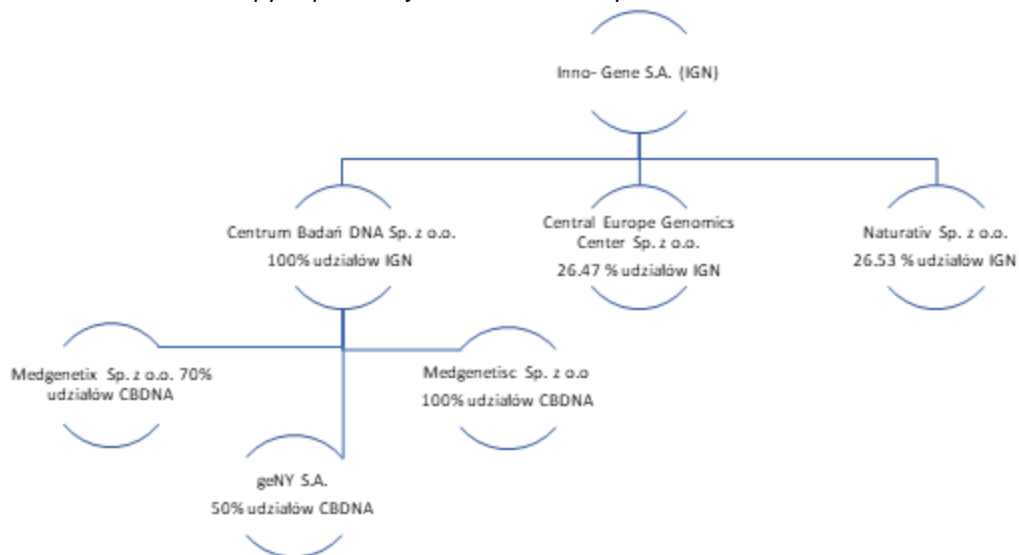 Inno- Gene S.A. (IGN)
Centrum Badań DNA Sp. z o.o.
100% udziałów IGN
Central Europe Genomics
Center Sp. z o.o.
26.47 % udziałów IGN
Naturativ Sp. z o.o.
26.53 % udziałów IGN
Medgenetix Sp. z o.o. 70%
udziałów CBDNA
Medgenetisc Sp. z o.o
100% udziałów CBDNA
geNY S.A.
50% udziałów CBDNA